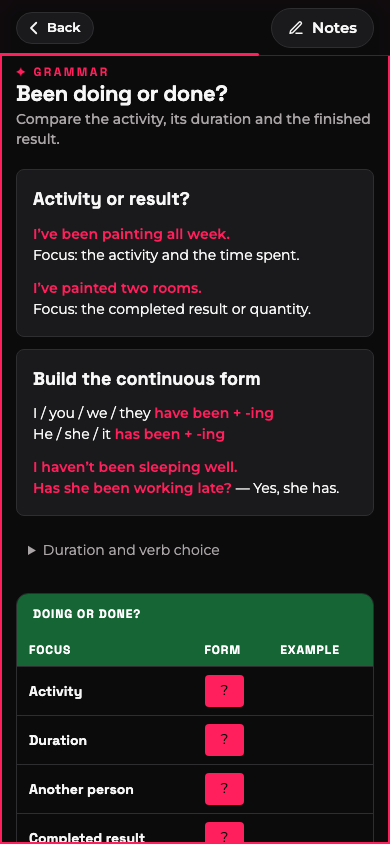 Back
Notes
GRAMMAR
Been doing or done?
Compare the activity, its duration and the finished
result.
Activity or result?
I’ve been painting all week.
Focus: the activity and the time spent.
I’ve painted two rooms.
Focus: the completed result or quantity.
Build the continuous form
I / you / we / they have been + -ing
He / she / it has been + -ing
I haven’t been sleeping well.
Has she been working late? — Yes, she has.
Duration and verb choice
DOING OR DONE?
FOCUS FORM EXAMPLE
Activity ?
Duration ?
Another person ?
Completed result ?